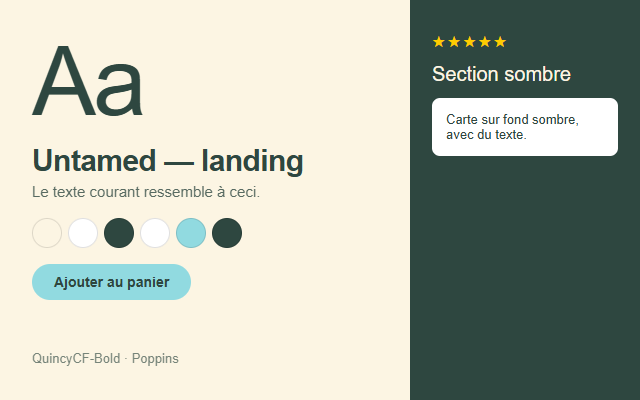 Aa
Untamed — landing
Le texte courant ressemble à ceci.
Ajouter au panier
QuincyCF-Bold · Poppins
★★★★★
Section sombre
Carte sur fond sombre,
avec du texte.